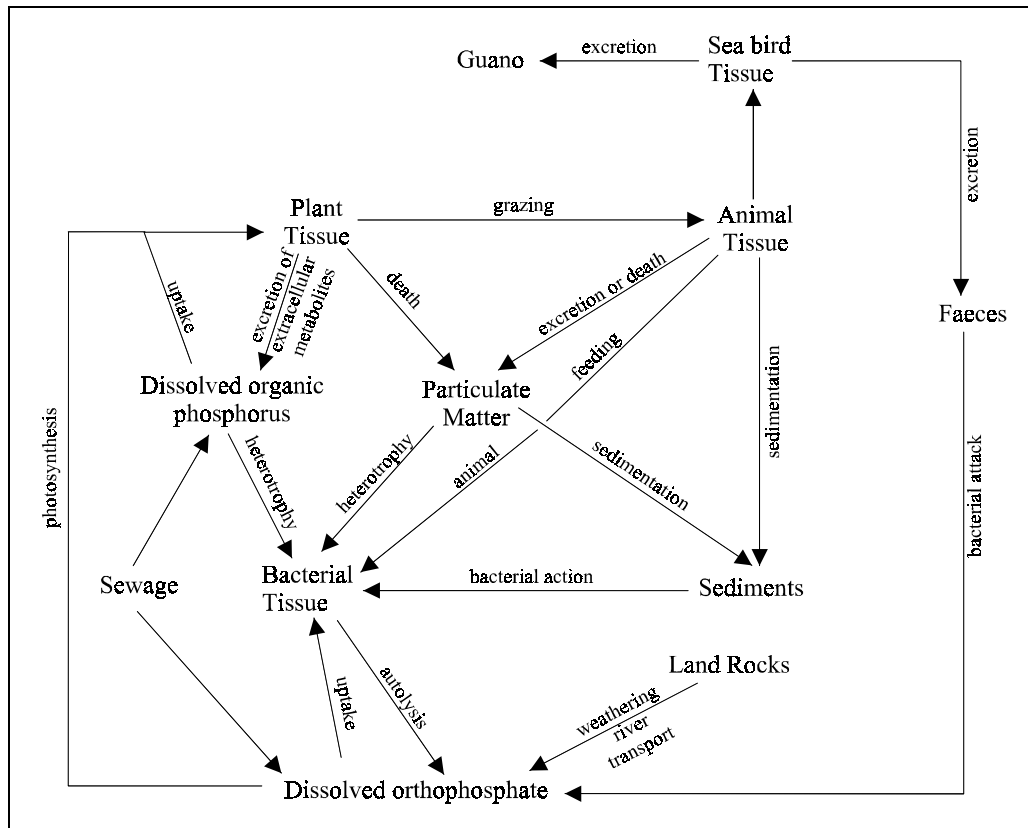 excretion
Guano
Sea bird
Tissue
excretion
Plant
Tissue
grazing
Animal
Tissue
uptake
excretion of
extracellular
metabolites
death
excretion or death
feeding
sedimentation
Faeces
Dissolved organic
phosphorus
Particulate
Matter
photosynthesis
heterotrophy
heterotrophy
animal
sedimentation
bacterial attack
Sewage
Bacterial
Tissue
bacterial action
Sediments
Land Rocks
uptake
autolysis
weathering
river
transport
Dissolved orthophosphate